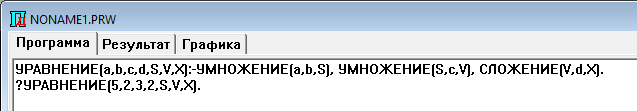 NONAME1.PRW
Программа Результат Графика
УРАВНЕНИЕ(a,b,c,d,S,V,X):-УМНОЖЕНИЕ(a,b,S), УМНОЖЕНИЕ(S,c,V), СЛОЖЕНИЕ(V,d,X).
?УРАВНЕНИЕ(5,2,3,2,S,V,X).